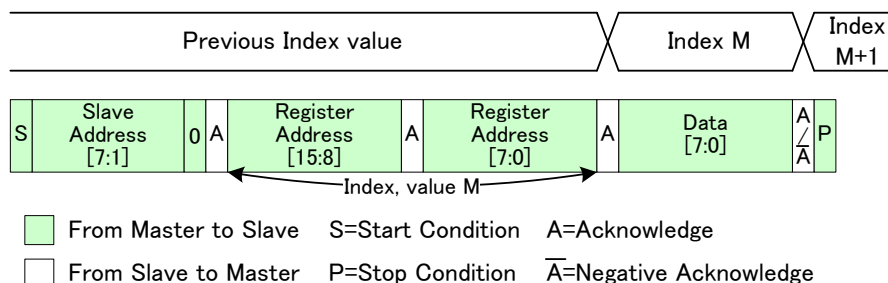 Previous Index value
Index M
Index
M+1
S
Slave
Address
[7:1]
0
A
Register
Address
[15:8]
A
Register
Address
[7:0]
A
Data
[7:0]
A
/
A̅
P
Index, value M
From Master to Slave
S=Start Condition
A=Acknowledge
From Slave to Master
P=Stop Condition
A̅=Negative Acknowledge